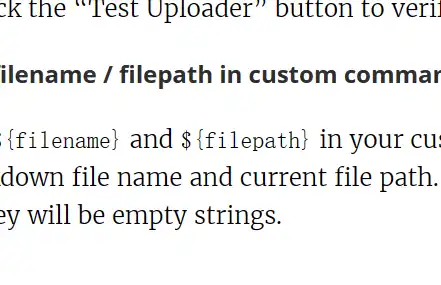 ck the “Test Uploader” button to verif
filename / filepath in custom comman
${filename} and ${filepath} in your cus
down file name and current file path.
ey will be empty strings.